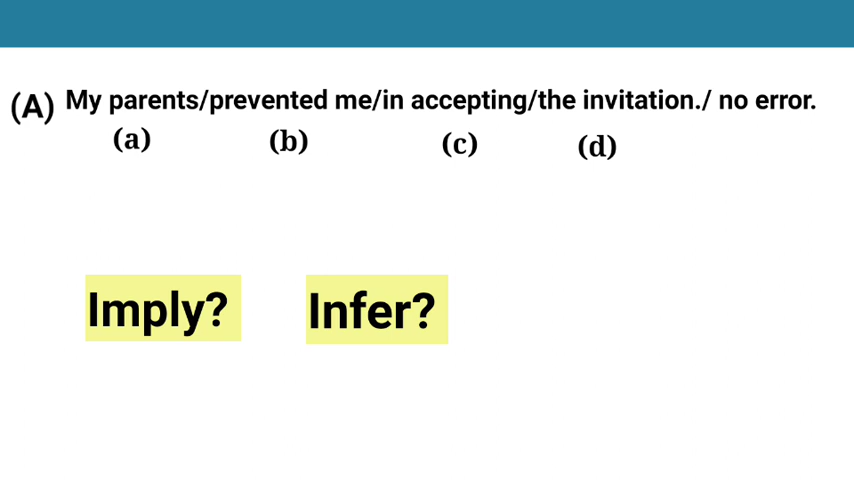 (A) My parents/prevented me/in accepting/the invitation./ no error.
(a) (b) (c) (d)
Imply? Infer?